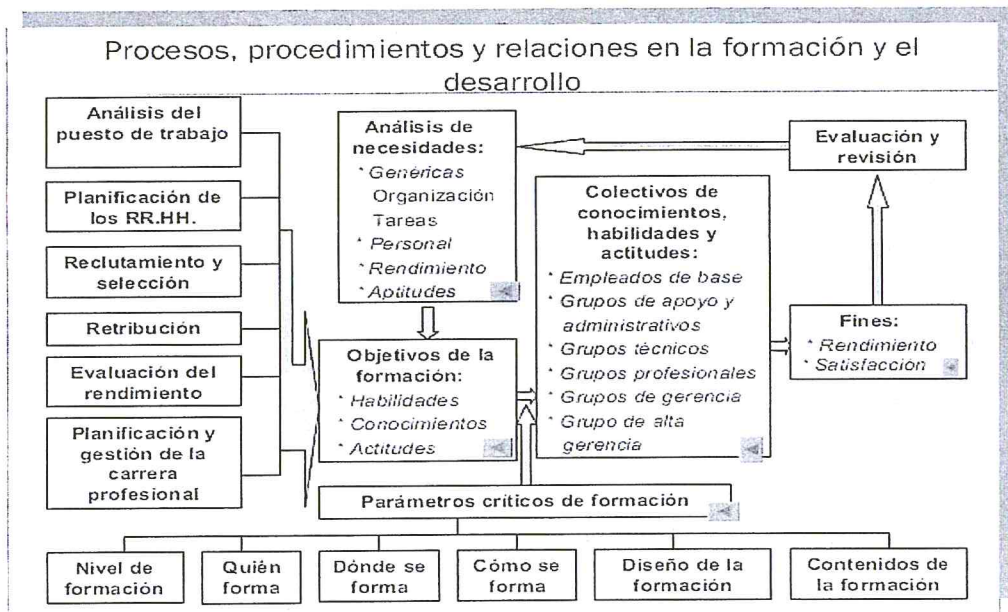 Procesos, procedimientos y relaciones en la formación y el
desarrollo
Análisis del
puesto de trabajo
Planificación de
los RR.HH.
Reclutamiento y
selección
Retribución
Evaluación del
rendimiento
Planificación y
gestión de la
carrera
profesional
Análisis de
necesidades:
* Genéricas
Organización
Tareas
* Personal
* Rendimiento
* Aptitudes
Objetivos de la
formación:
* Habilidades
* Conocimientos
* Actitudes
Colectivos de
conocimientos,
habilidades y
actitudes:
* Empleados de base
* Grupos de apoyo y
administrativos
* Grupos técnicos
* Grupos profesionales
* Grupos de gerencia
* Grupo de alta
gerencia
Evaluación y
revisión
Fines:
* Rendimiento
* Satisfacción
Parámetros críticos de formación
Nivel de
formación
Quién
forma
Dónde se
forma
Cómo se
forma
Diseño de la
formación
Contenidos de
la formación